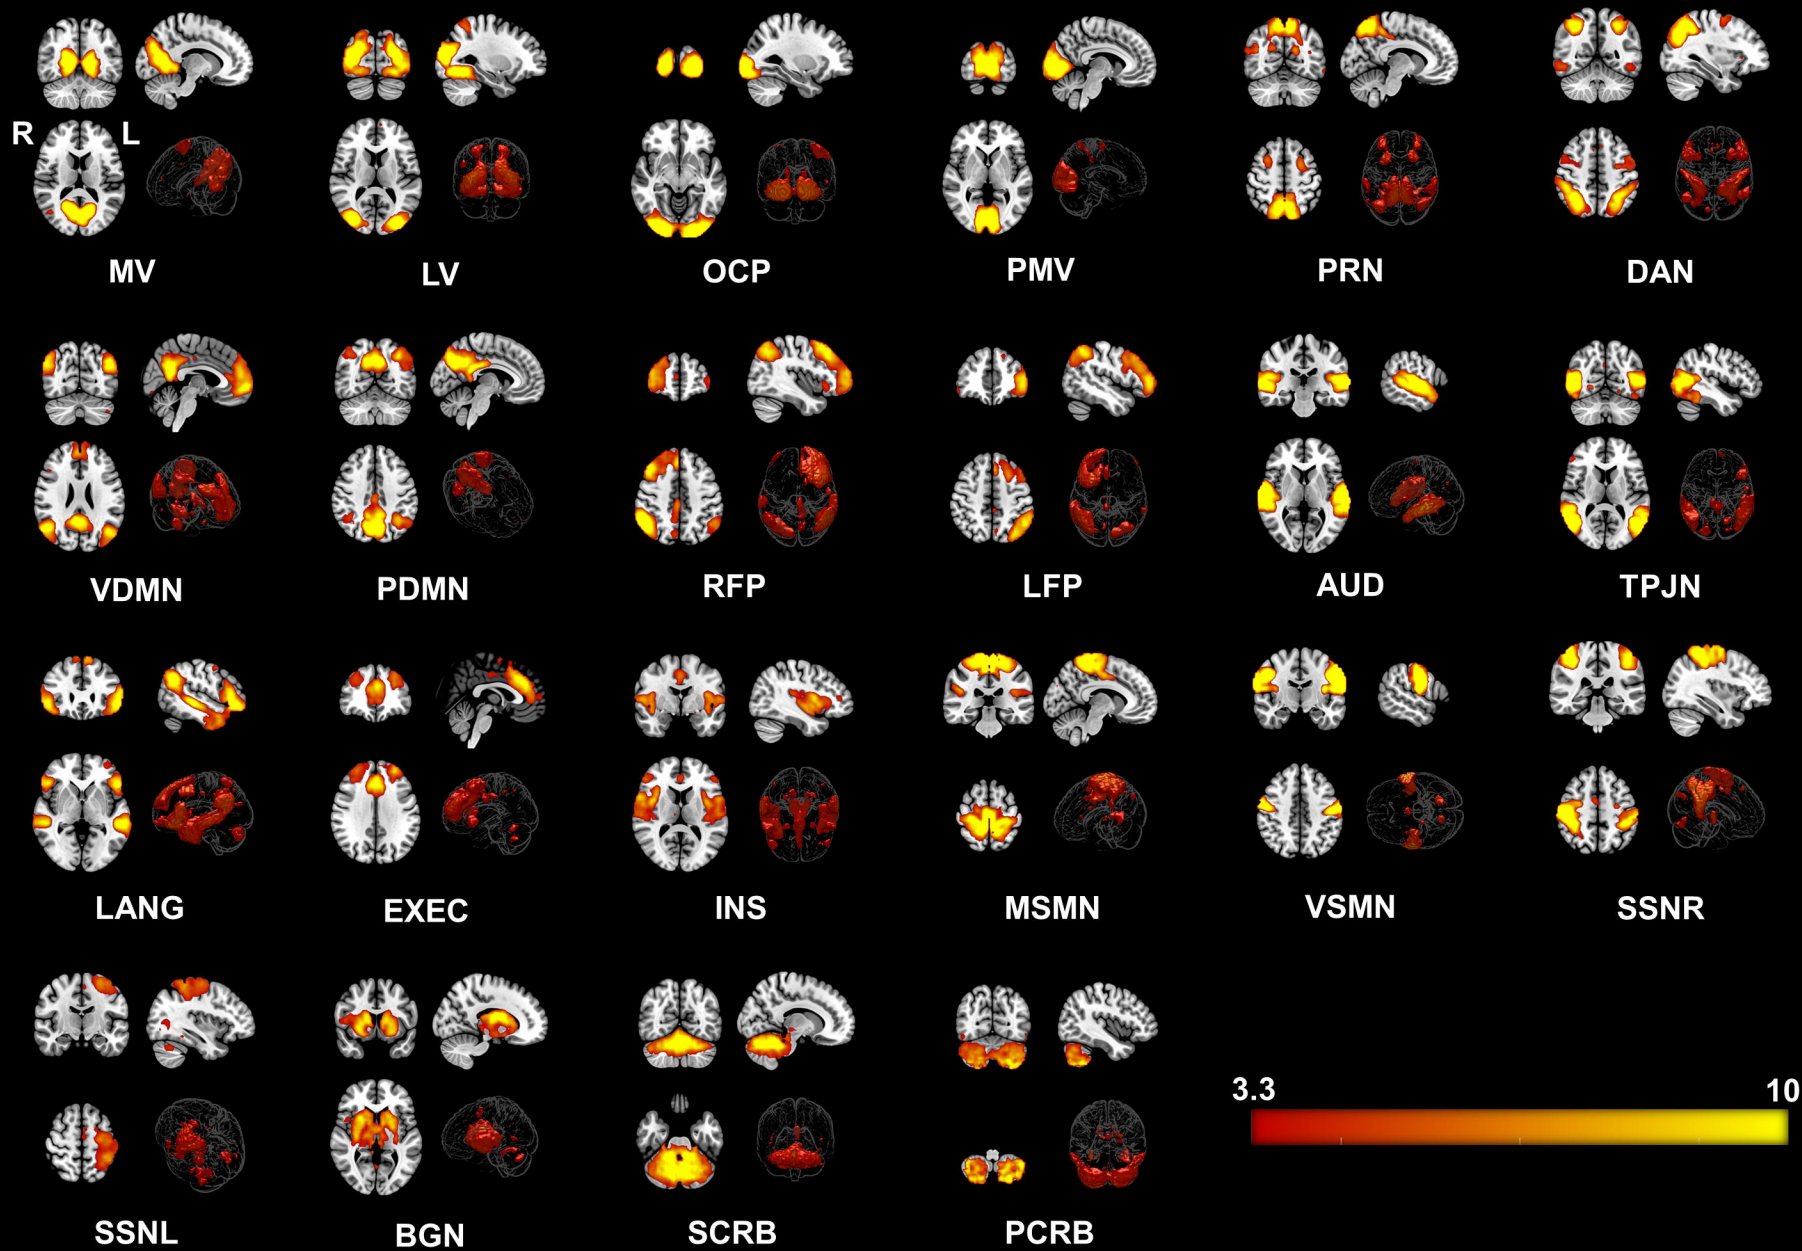 R L
MV LV OCP PMV PRN DAN
VDMN PDMN RFP LFP AUD TPJN
LANG EXEC INS MSMN VSMN SSNR
3.3 10
SSNL BGN SCRB PCRB